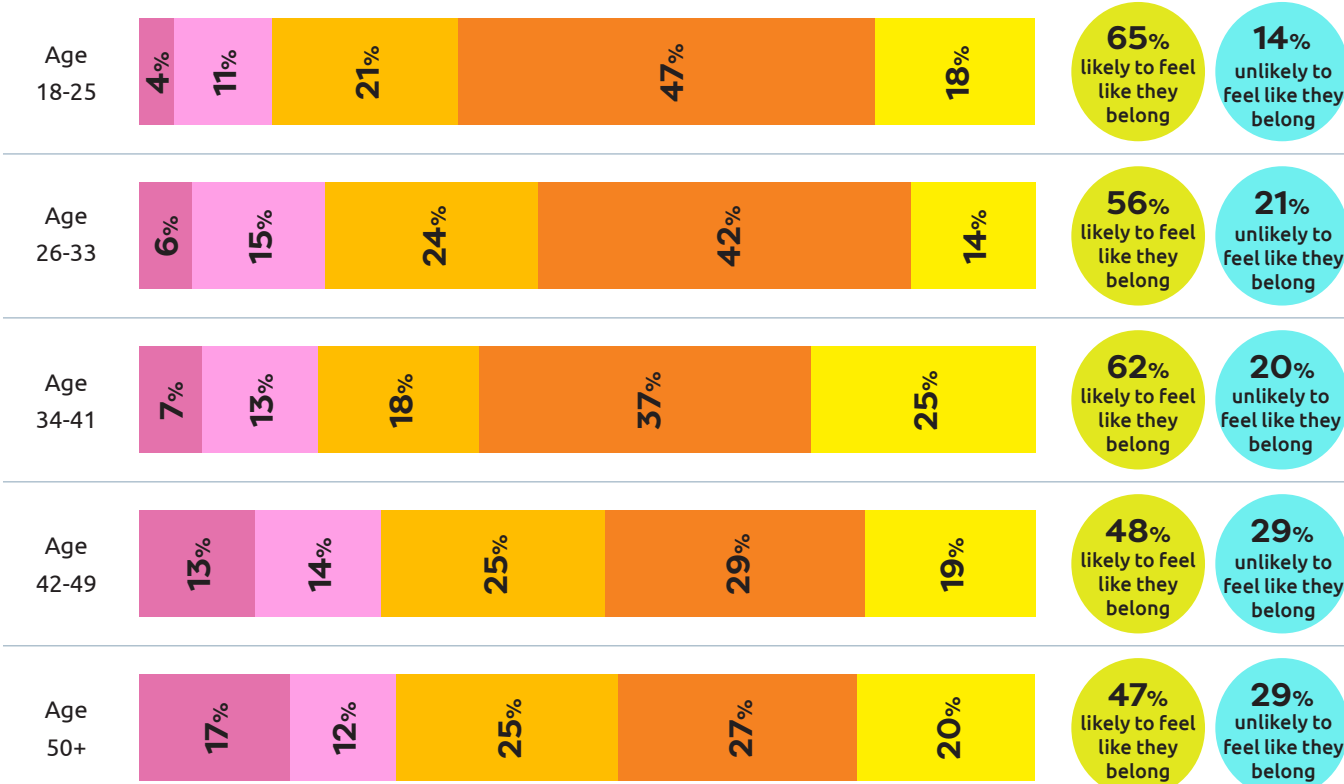 Age
18-25
4%
11%
21%
47%
18%
65%
likely to feel
like they
belong
14%
unlikely to
feel like they
belong
Age
26-33
6%
15%
24%
42%
14%
56%
likely to feel
like they
belong
21%
unlikely to
feel like they
belong
Age
34-41
7%
13%
18%
37%
25%
62%
likely to feel
like they
belong
20%
unlikely to
feel like they
belong
Age
42-49
13%
14%
25%
29%
19%
48%
likely to feel
like they
belong
29%
unlikely to
feel like they
belong
Age
50+
17%
12%
25%
27%
20%
47%
likely to feel
like they
belong
29%
unlikely to
feel like they
belong